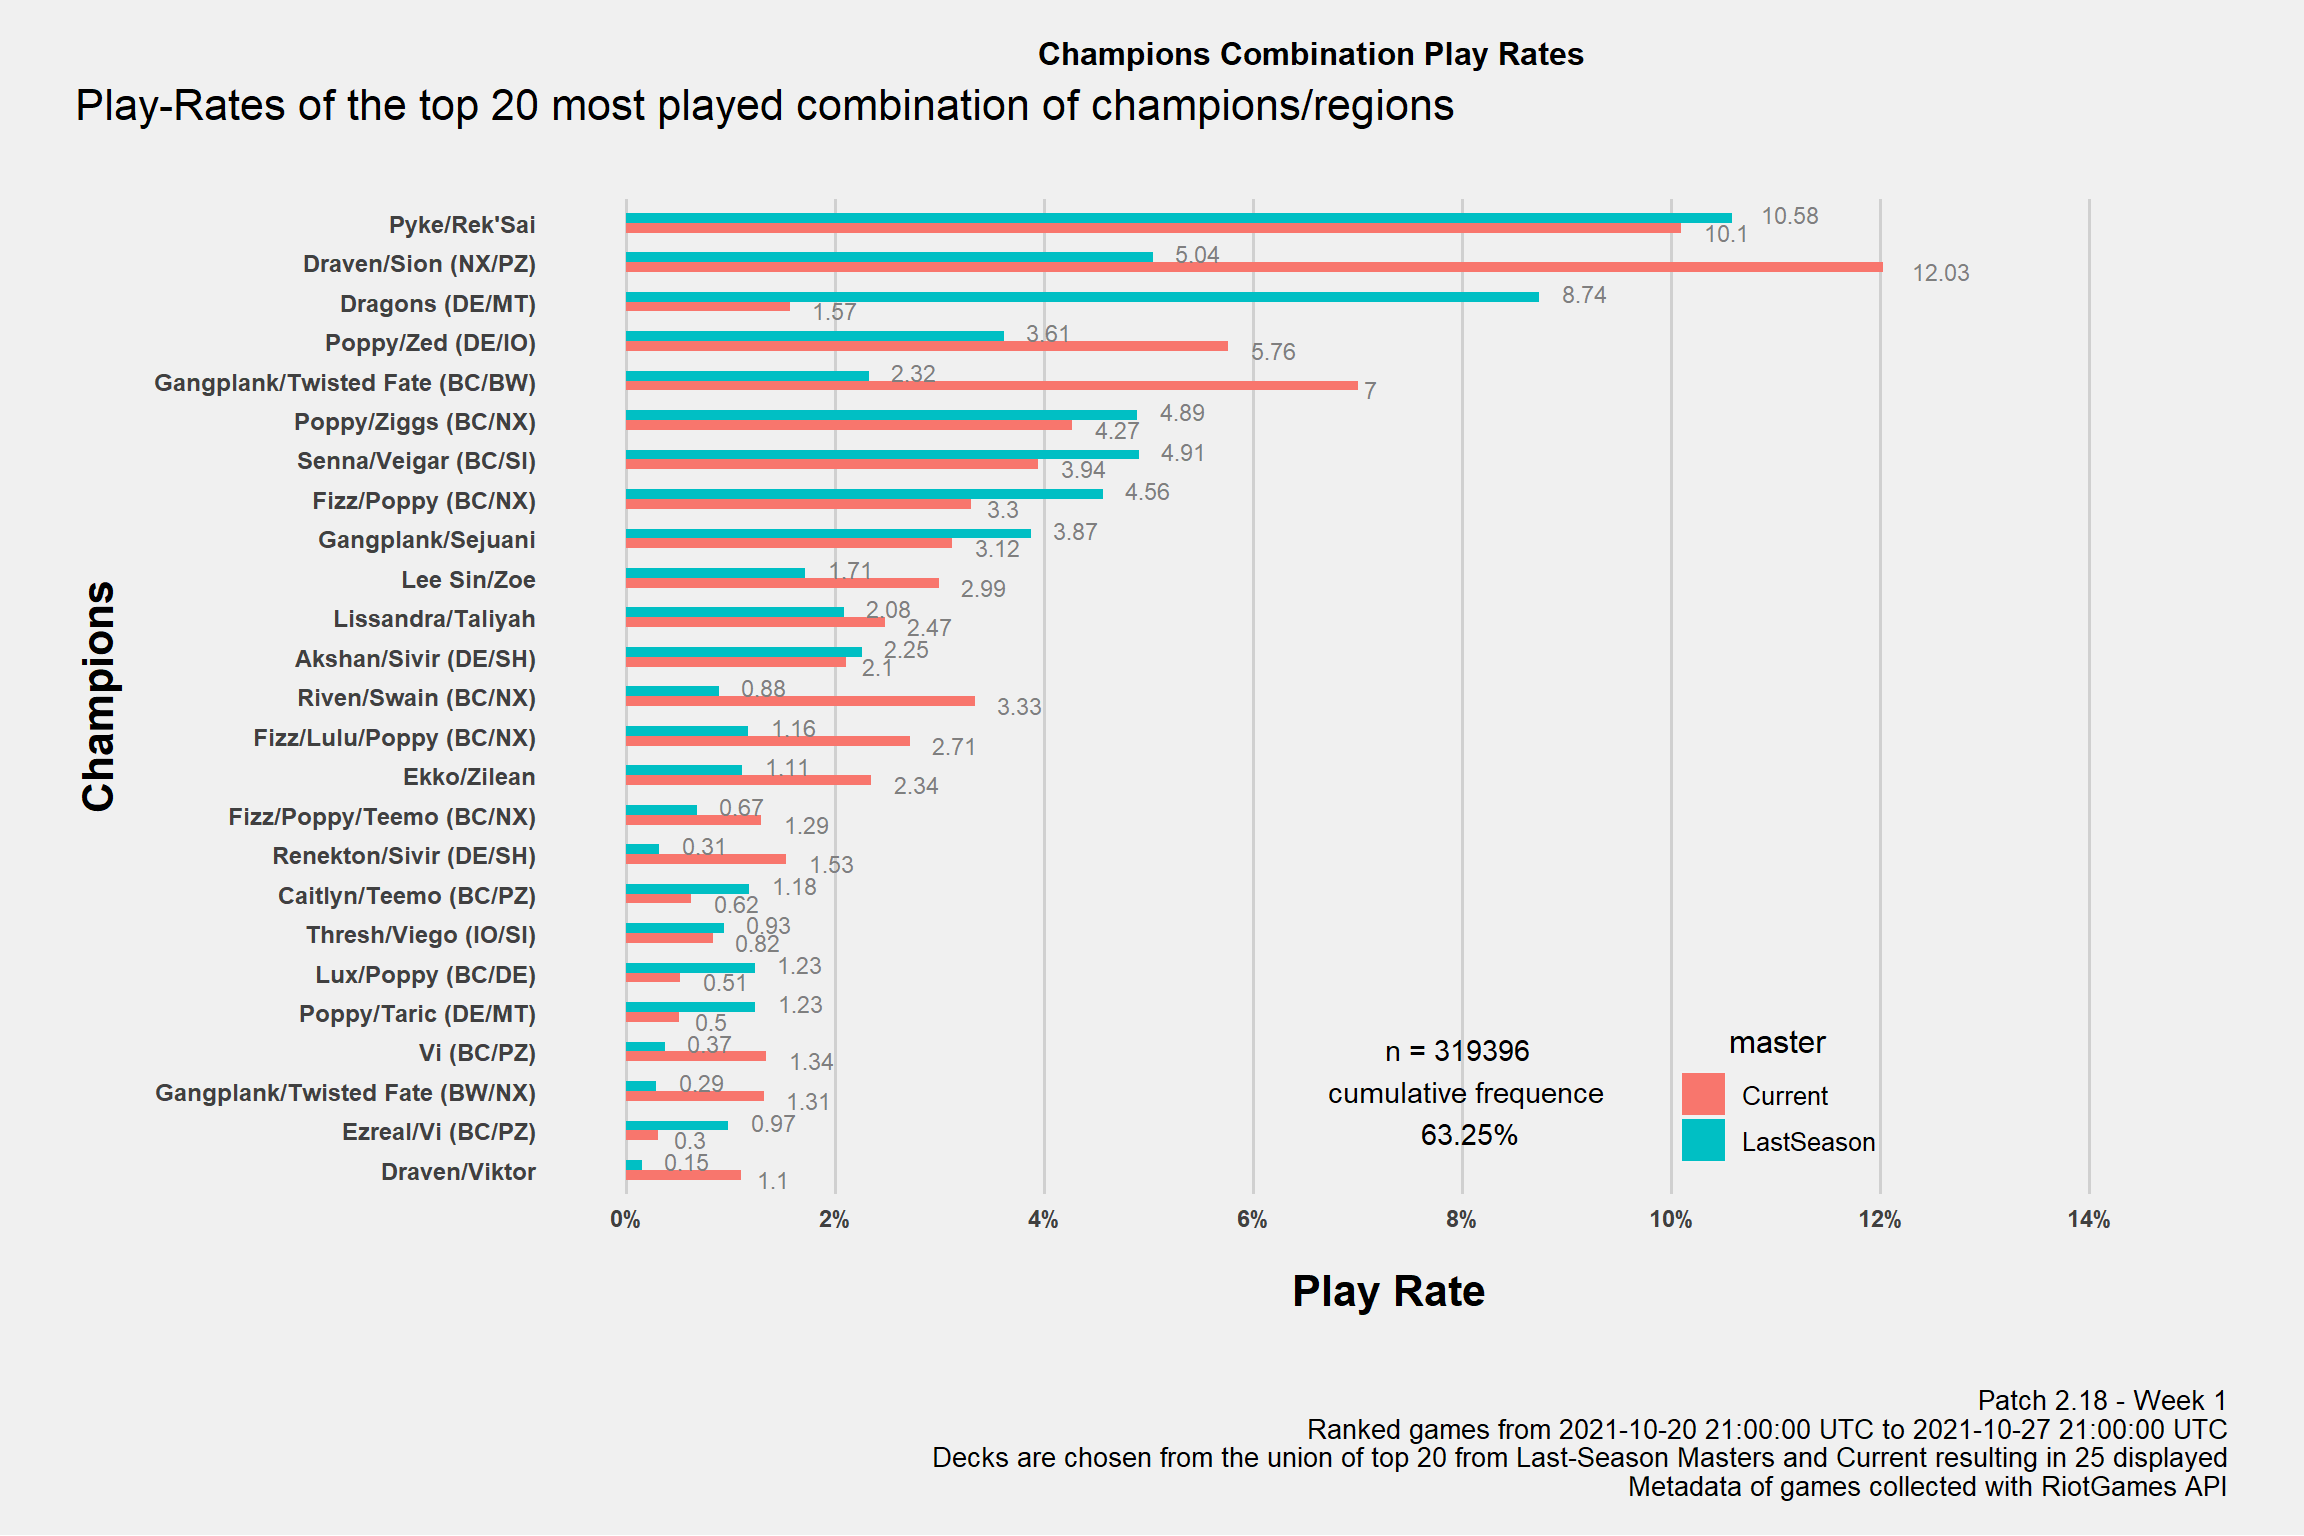 Champions Combination Play Rates
Play-Rates of the top 20 most played combination of champions/regions
Champions
Pyke/Rek'Sai 10.58 10.1
Draven/Sion (NX/PZ) 5.04 12.03
Dragons (DE/MT) 8.74 1.57
Poppy/Zed (DE/IO) 3.61 5.76
Gangplank/Twisted Fate (BC/BW) 2.32 7
Poppy/Ziggs (BC/NX) 4.89 4.27
Senna/Veigar (BC/SI) 4.91 3.94
Fizz/Poppy (BC/NX) 4.56 3.3
Gangplank/Sejuani 3.87 3.12
Lee Sin/Zoe 1.71 2.99
Lissandra/Taliyah 2.08 2.47
Akshan/Sivir (DE/SH) 2.25 2.1
Riven/Swain (BC/NX) 0.88 3.33
Fizz/Lulu/Poppy (BC/NX) 1.16 2.71
Ekko/Zilean 1.11 2.34
Fizz/Poppy/Teemo (BC/NX) 0.67 1.29
Renekton/Sivir (DE/SH) 0.31 1.53
Caitlyn/Teemo (BC/PZ) 1.18 0.62
Thresh/Viego (IO/SI) 0.93 0.82
Lux/Poppy (BC/DE) 1.23 0.51
Poppy/Taric (DE/MT) 1.23 0.5
Vi (BC/PZ) 0.37 1.34
Gangplank/Twisted Fate (BW/NX) 0.29 1.31
Ezreal/Vi (BC/PZ) 0.97 0.3
Draven/Viktor 0.15 1.1
n = 319396
cumulative frequence
63.25%
master
Current
LastSeason
0% 2% 4% 6% 8% 10% 12% 14%
Play Rate
Patch 2.18 - Week 1
Ranked games from 2021-10-20 21:00:00 UTC to 2021-10-27 21:00:00 UTC
Decks are chosen from the union of top 20 from Last-Season Masters and Current resulting in 25 displayed
Metadata of games collected with RiotGames API